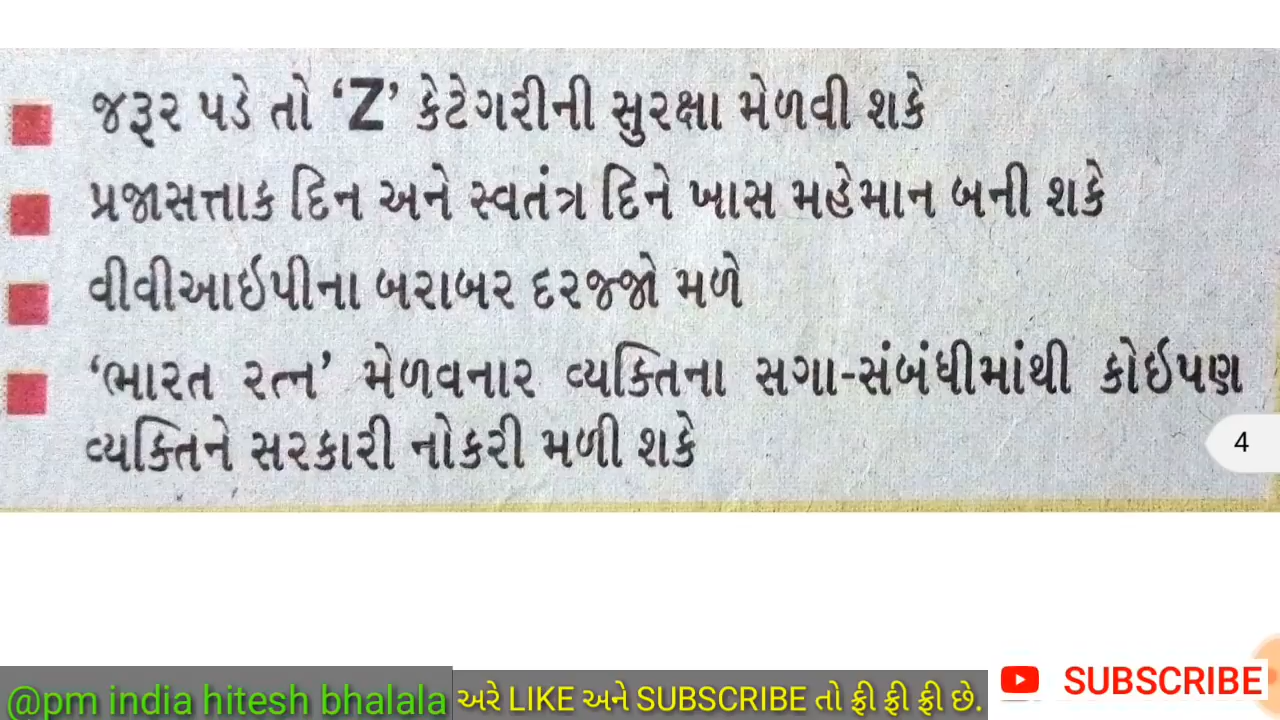 જરૂર પડે તો ‘Z’ કેટેગરીની સુરક્ષા મેળવી શકે
પ્રજાસત્તાક દિન અને સ્વતંત્ર દિને ખાસ મહેમાન બની શકે
વીવીઆઈપીના બરાબર દરજ્જો મળે
‘ભારત રત્ન’ મેળવનાર વ્યક્તિના સગા-સંબંધીમાંથી કોઈપણ
વ્યક્તિને સરકારી નોકરી મળી શકે
4
@pm india hitesh bhalala અરે LIKE અને SUBSCRIBE તો ફ્રી ફ્રી ફ્રી છે. SUBSCRIBE